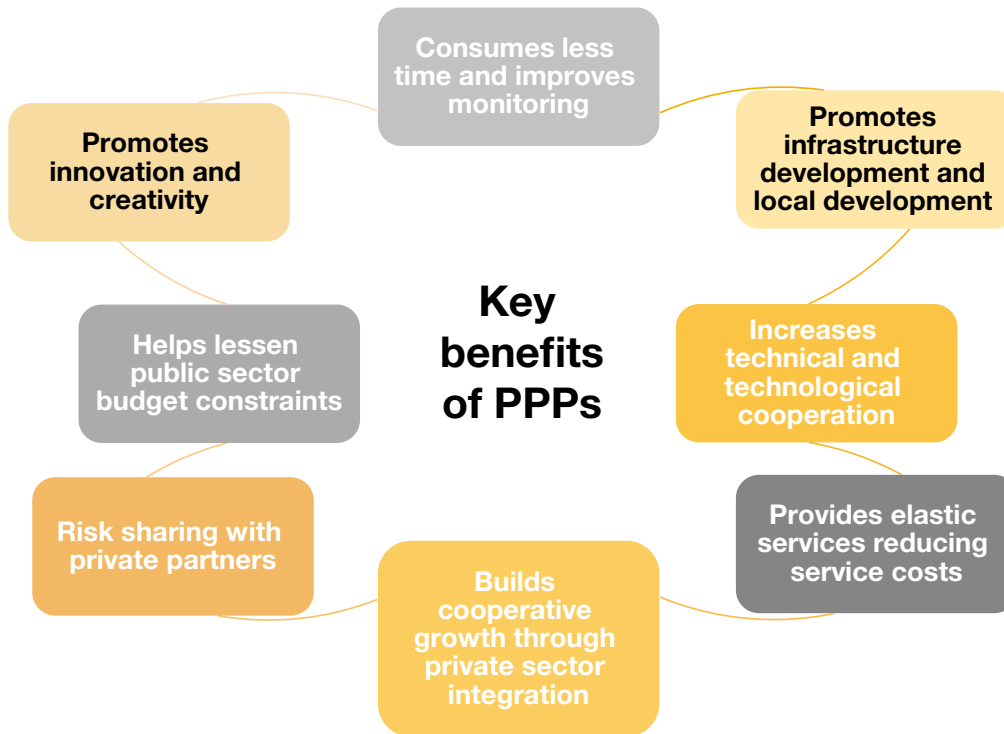 Consumes less
time and improves
monitoring
Promotes
infrastructure
development and
local development
Increases
technical and
technological
cooperation
Provides elastic
services reducing
service costs
Builds
cooperative
growth through
private sector
integration
Risk sharing with
private partners
Helps lessen
public sector
budget constraints
Promotes
innovation and
creativity
Key
benefits
of PPPs